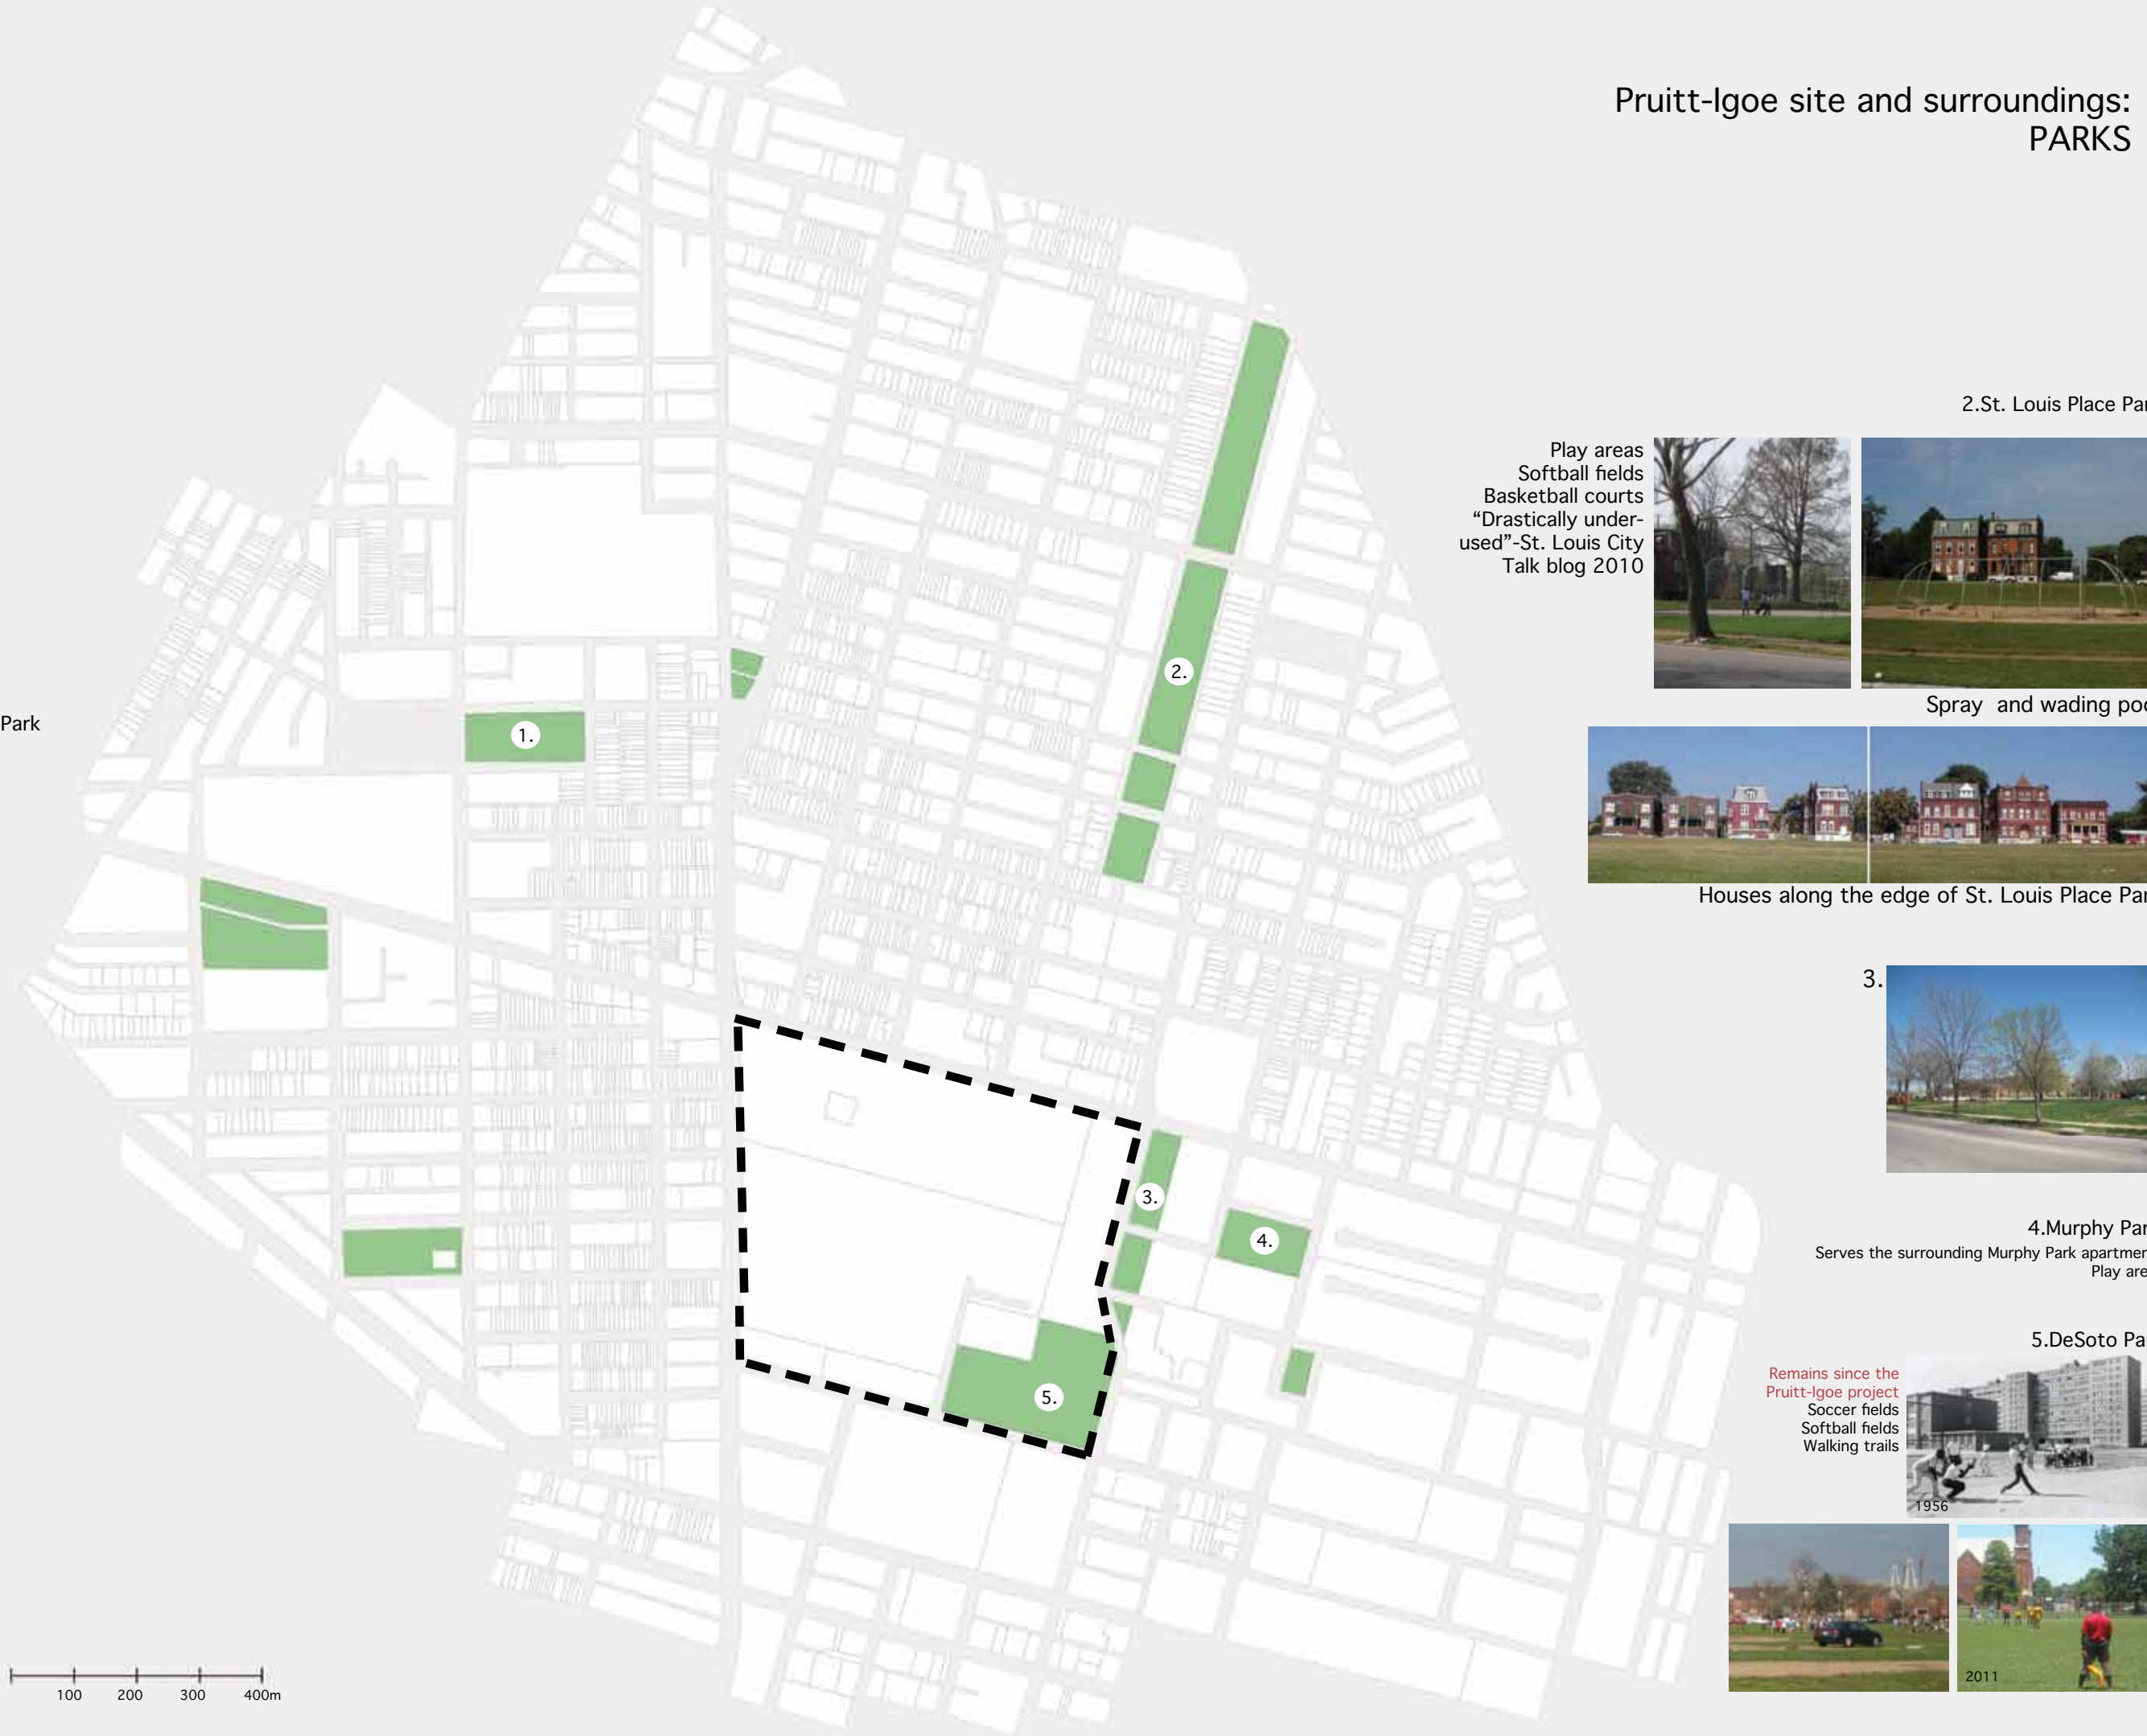 Pruitt-Igoe site and surroundings:
PARKS
2.St. Louis Place Par
Play areas
Softball fields
Basketball courts
“Drastically under-
used”-St. Louis City
Talk blog 2010
Spray and wading poo
Houses along the edge of St. Louis Place Par
Park
1.
2.
3.
4.
5.
3.
4.Murphy Par
Serves the surrounding Murphy Park apartmen
Play are
5.DeSoto Pa
Remains since the
Pruitt-Igoe project
Soccer fields
Softball fields
Walking trails
1956
2011
100 200 300 400m